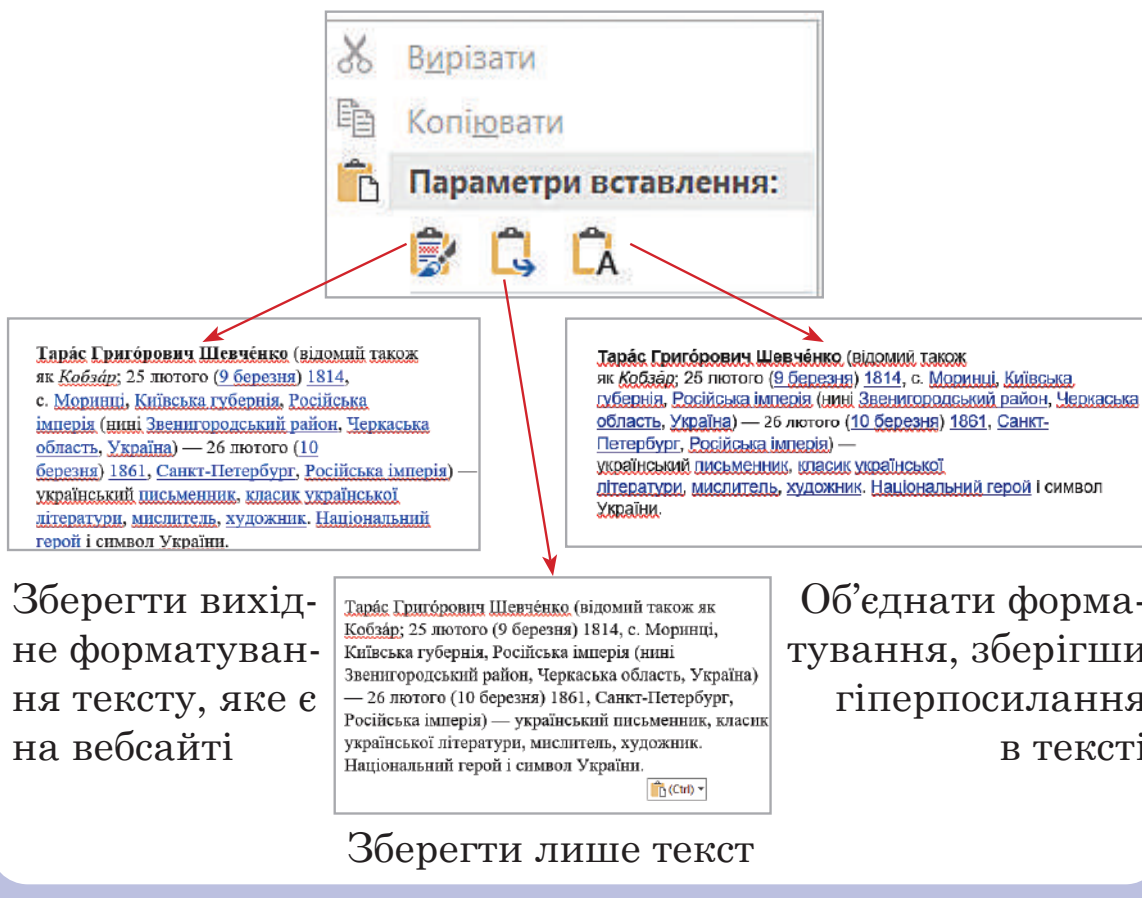 Вирізати
Копіювати
Параметри вставлення:
A
Тара́с Григо́рович Шевче́нко (відомий також
як Кобза́р; 25 лютого (9 березня) 1814,
с. Моринці, Київська губернія, Російська
імперія (нині Звенигородський район, Черкаська
область, Україна) — 26 лютого (10
березня) 1861, Санкт-Петербург, Російська імперія) —
український письменник, класик української
літератури, мислитель, художник. Національний
герой і символ України.
Зберегти вихід-
не форматуван-
ня тексту, яке є
на вебсайті
Тара́с Григо́рович Шевче́нко (відомий також як
Кобза́р; 25 лютого (9 березня) 1814, с. Моринці,
Київська губернія, Російська імперія (нині
Звенигородський район, Черкаська область, Україна)
— 26 лютого (10 березня) 1861, Санкт-Петербург,
Російська імперія) — український письменник, класик
української літератури, мислитель, художник.
Національний герой і символ України.
(Ctrl)
Зберегти лише текст
Тара́с Григо́рович Шевче́нко (відомий також
як Кобза́р; 25 лютого (9 березня) 1814, с. Моринці, Київська
губернія, Російська імперія (нині Звенигородський район, Черкаська
область, Україна) — 26 лютого (10 березня) 1861, Санкт-
Петербург, Російська імперія) —
український письменник, класик української
літератури, мислитель, художник. Національний герой і символ
України.
Об’єднати форма-
тування, зберігши
гіперпосилання
в тексті